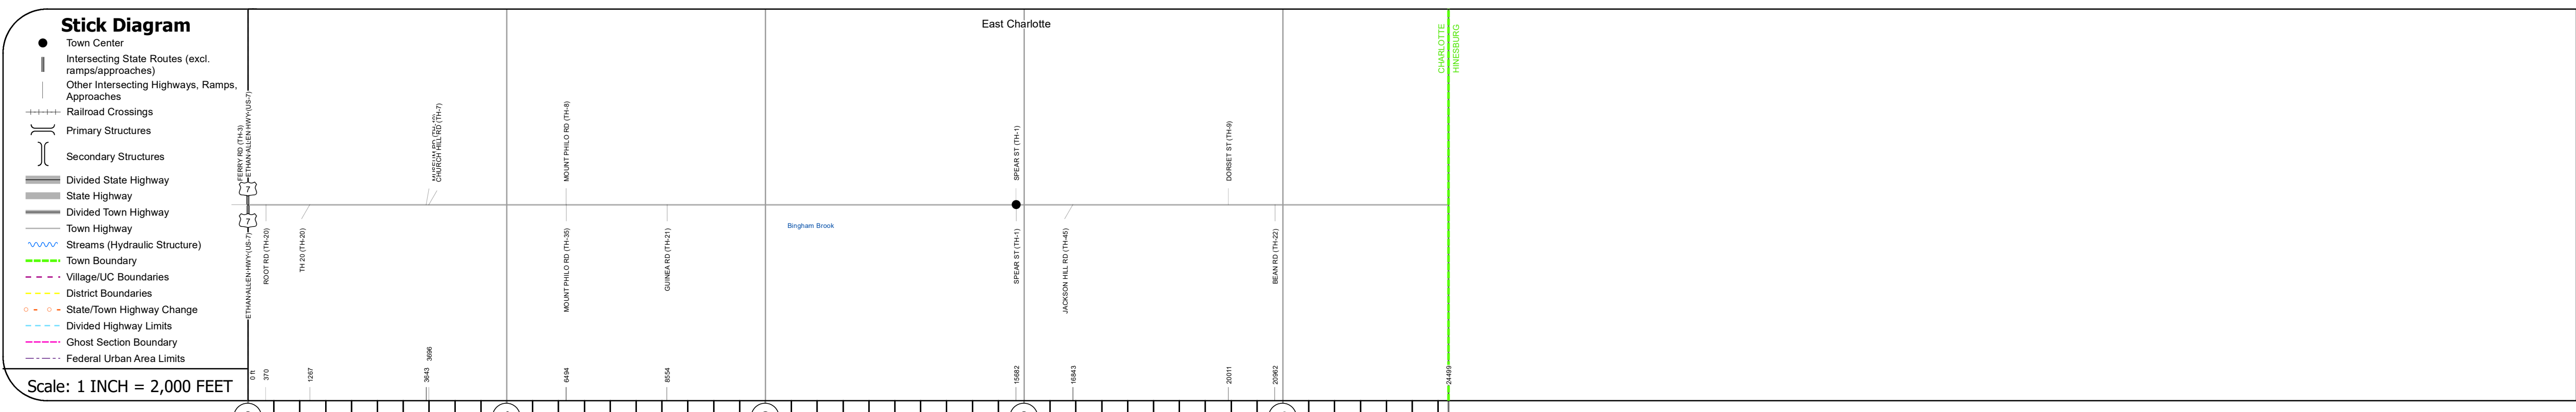 Stick Diagram
Town Center
Intersecting State Routes (excl.
ramps/approaches)
Other Intersecting Highways, Ramps,
Approaches
Railroad Crossings
Primary Structures
Secondary Structures
Divided State Highway
State Highway
Divided Town Highway
Town Highway
Streams (Hydraulic Structure)
Town Boundary
Village/UC Boundaries
District Boundaries
State/Town Highway Change
Divided Highway Limits
Ghost Section Boundary
Federal Urban Area Limits
Scale: 1 INCH = 2,000 FEET
East Charlotte
CHARLOTTE
HINESBURG
FERRY RD (TH-3)
ETHAN ALLEN HWY (US-7)
CHURCH HILL RD (TH-7)
MOUNT PHILO RD (TH-8)
SPEAR ST (TH-1)
DORSET ST (TH-9)
7
7
Bingham Brook
ETHAN ALLEN HWY (US-7)
ROOT RD (TH-20)
TH 20 (TH-20)
MOUNT PHILO RD (TH-35)
GUINEA RD (TH-21)
SPEAR ST (TH-1)
JACKSON HILL RD (TH-45)
BEAN RD (TH-22)
0 ft
370
1267
3643
3696
6494
8554
15682
16843
20011
20962
24499